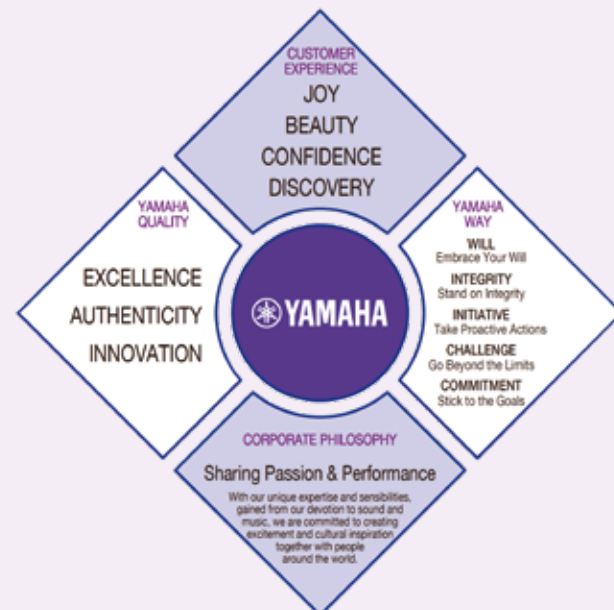 CUSTOMER
EXPERIENCE
JOY
BEAUTY
CONFIDENCE
DISCOVERY
YAMAHA
QUALITY
EXCELLENCE
AUTHENTICITY
INNOVATION
YAMAHA
YAMAHA
WAY
WILL
Embrace Your Will
INTEGRITY
Stand on Integrity
INITIATIVE
Take Proactive Actions
CHALLENGE
Go Beyond the Limits
COMMITMENT
Stick to the Goals
CORPORATE PHILOSOPHY
Sharing Passion & Performance
With our unique expertise and sensibilities,
gained from our devotion to sound and
music, we are committed to creating
excitement and cultural inspiration
together with people
around the world.